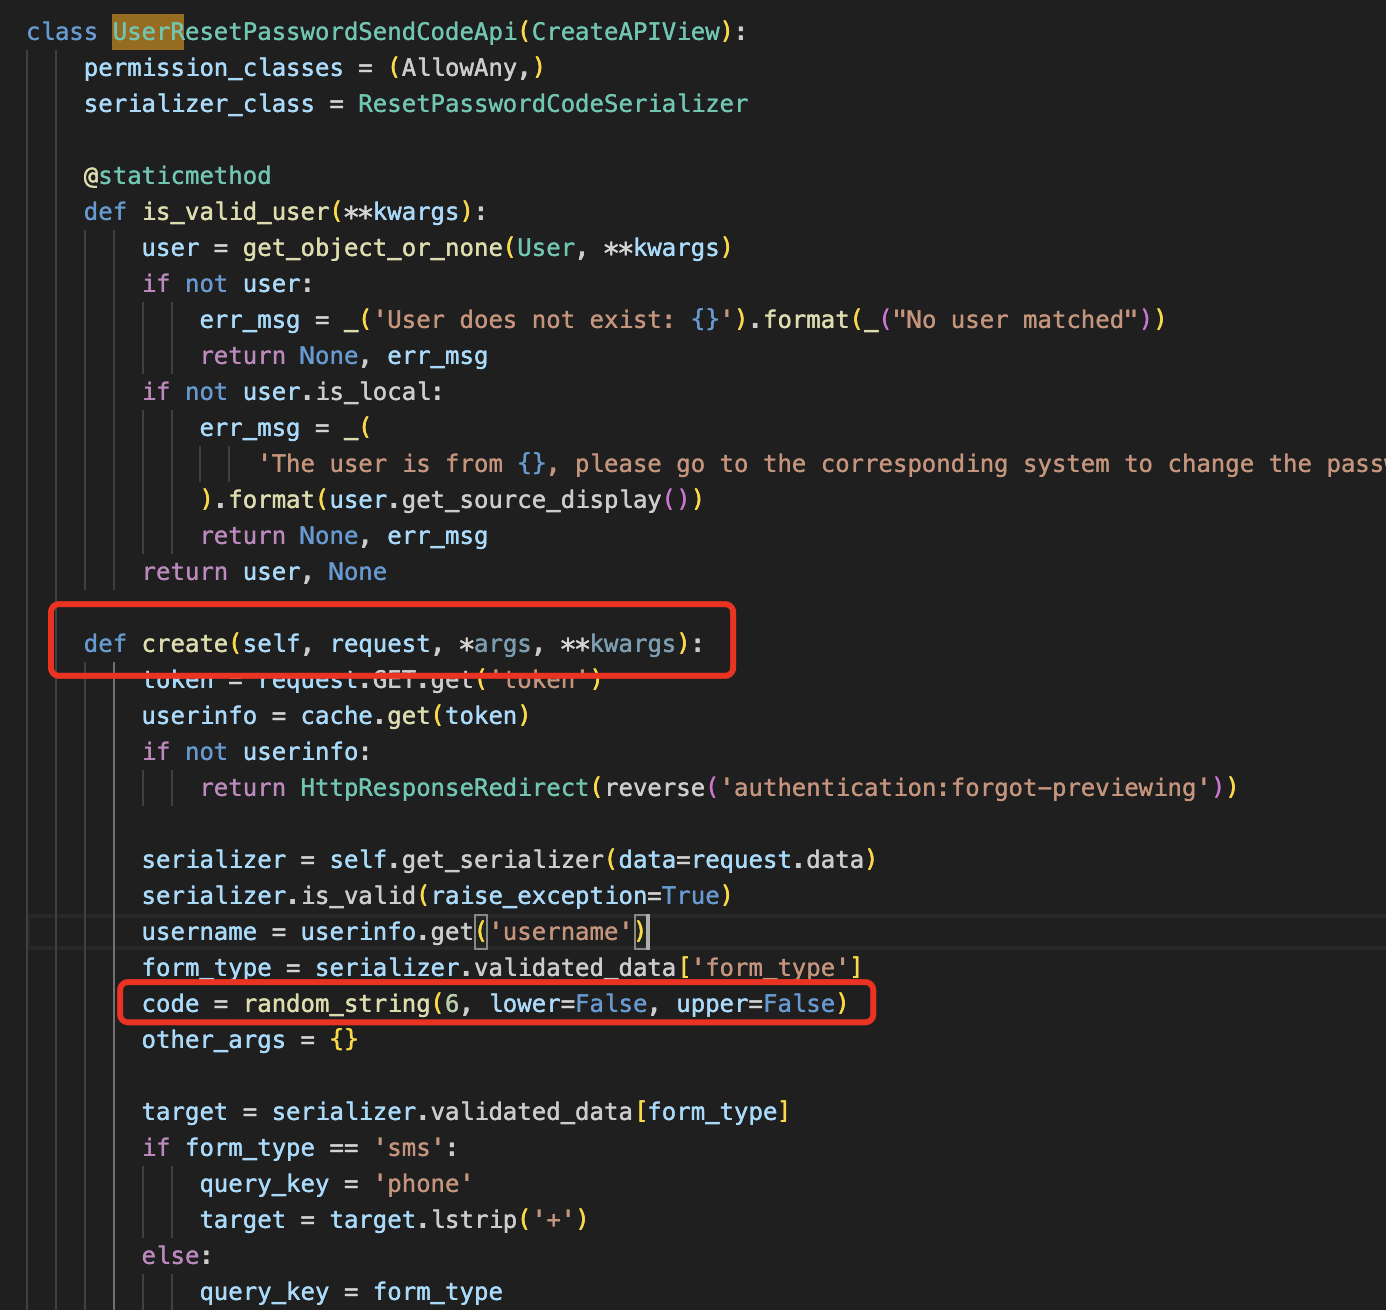 class UserResetPasswordSendCodeApi(CreateAPIView):
    permission_classes = (AllowAny,)
    serializer_class = ResetPasswordCodeSerializer

    @staticmethod
    def is_valid_user(**kwargs):
        user = get_object_or_none(User, **kwargs)
        if not user:
            err_msg = _('User does not exist: {}').format(_("No user matched"))
            return None, err_msg
        if not user.is_local:
            err_msg = _(
                'The user is from {}, please go to the corresponding system to change the pass
            ).format(user.get_source_display())
            return None, err_msg
        return user, None

    def create(self, request, *args, **kwargs):
        token = request.GET.get('token')
        userinfo = cache.get(token)
        if not userinfo:
            return HttpResponseRedirect(reverse('authentication:forgot-previewing'))

        serializer = self.get_serializer(data=request.data)
        serializer.is_valid(raise_exception=True)
        username = userinfo.get('username')
        form_type = serializer.validated_data['form_type']
        code = random_string(6, lower=False, upper=False)
        other_args = {}

        target = serializer.validated_data[form_type]
        if form_type == 'sms':
            query_key = 'phone'
            target = target.lstrip('+')
        else:
            query_key = form_type